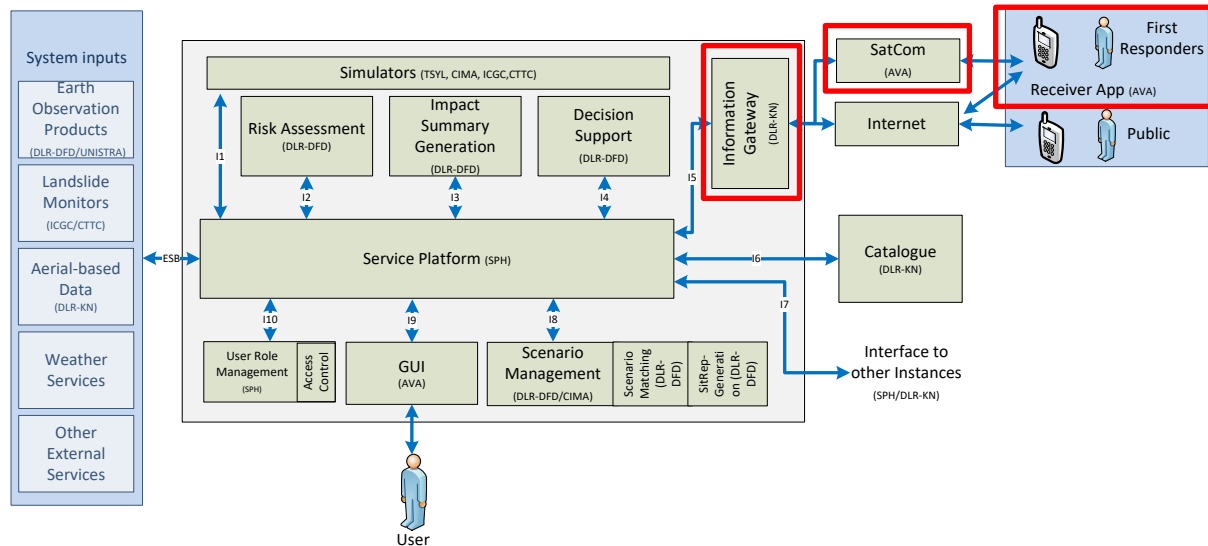 System inputs
Earth
Observation
Products
(DLR-DFD/UNISTRA)
Landslide
Monitors
(ICGC/CTTC)
Aerial-based
Data
(DLR-KN)
Weather
Services
Other
External
Services
ESB
Simulators (TSYL, CIMA, ICGC,CTTC)
I1
Risk Assessment
(DLR-DFD)
Impact
Summary
Generation
(DLR-DFD)
Decision
Support
(DLR-DFD)
I2
I3
I4
I5
Service Platform (SPH)
I10
I9
I8
User Role
Management
(SPH)
Access
Control
GUI
(AVA)
Scenario
Management
(DLR-DFD/CIMA)
Scenario
Matching
(DLR-
DFD)
SitRep-
Generati
on (DLR-
DFD)
User
Information
Gateway
(DLR-KN)
SatCom
(AVA)
Internet
First
Responders
Receiver App (AVA)
Public
I6
Catalogue
(DLR-KN)
I7
Interface to
other Instances
(SPH/DLR-KN)